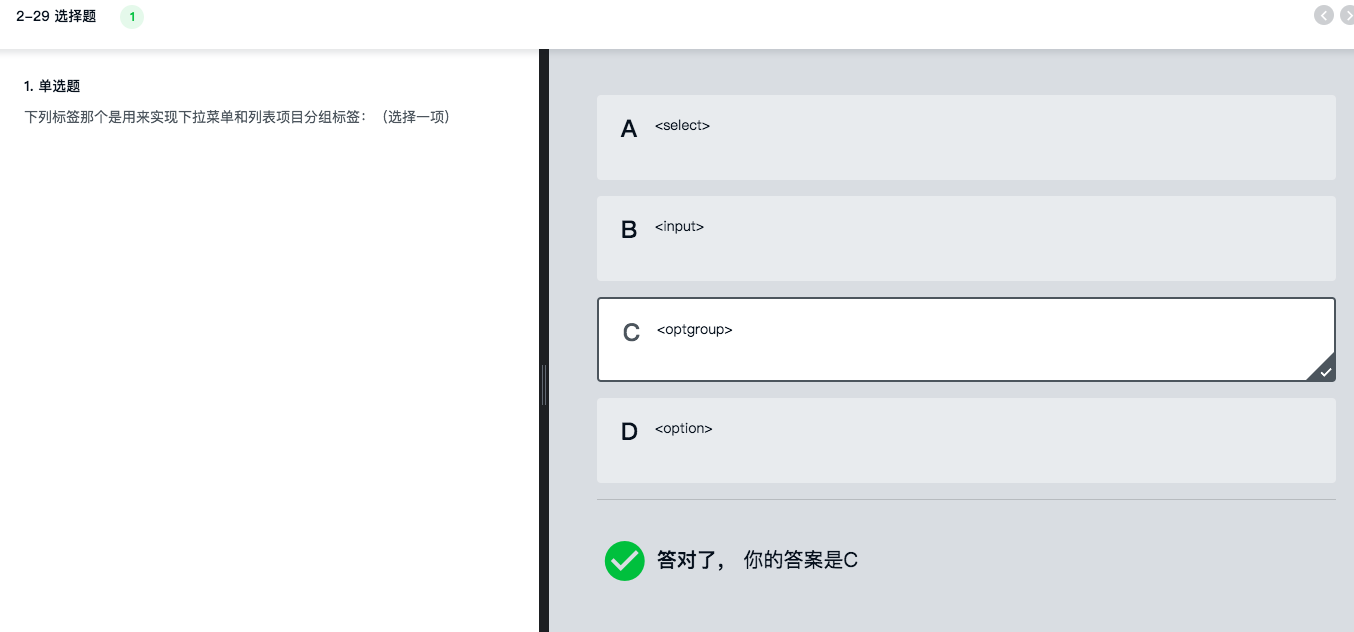 2-29 选择题 1
1. 单选题
下列标签那个是用来实现下拉菜单和列表项目分组标签：（选择一项）
A <select>
B <input>
C <optgroup>
D <option>
答对了， 你的答案是C